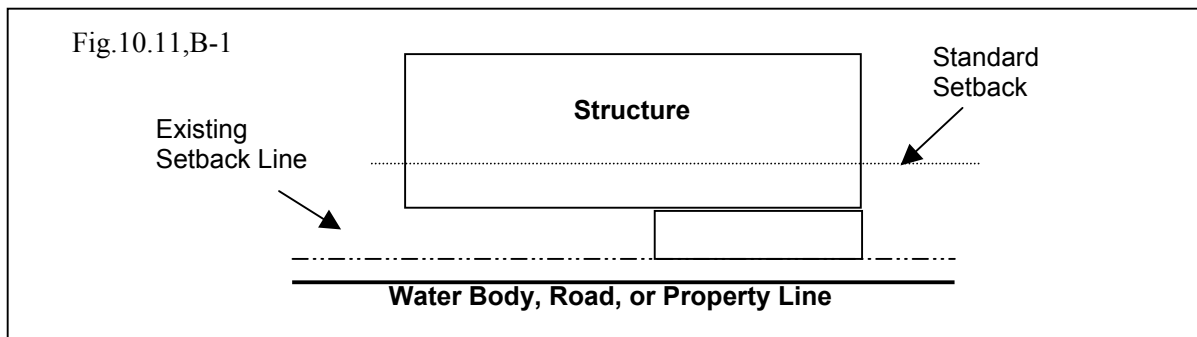 Fig.10.11,B-1
Standard
Setback
Structure
Existing
Setback Line
Water Body, Road, or Property Line